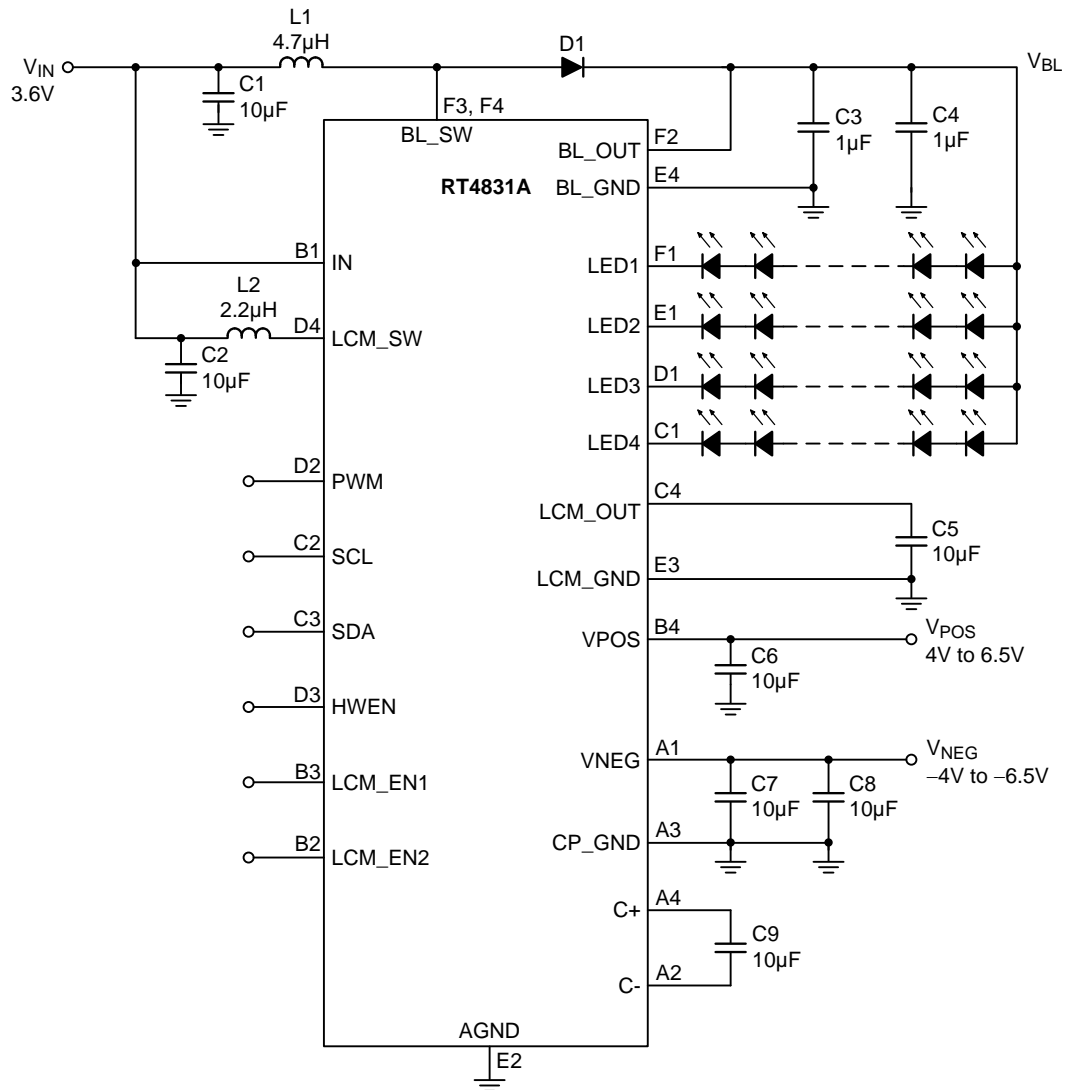 L1
4.7µH
D1
VIN
3.6V
VBL
C1
10µF
F3, F4
BL_SW
C3
1µF
C4
1µF
BL_OUT
F2
RT4831A
BL_GND
E4
B1
IN
LED1
F1
L2
2.2µH
D4
LCM_SW
LED2
E1
C2
10µF
LED3
D1
LED4
C1
D2
PWM
C4
LCM_OUT
C5
10µF
C2
SCL
LCM_GND
E3
C3
SDA
VPOS
B4
VPOS
4V to 6.5V
C6
10µF
D3
HWEN
VNEG
A1
VNEG
−4V to −6.5V
B3
LCM_EN1
C7
10µF
C8
10µF
CP_GND
A3
B2
LCM_EN2
C+
A4
C9
10µF
C-
A2
AGND
E2